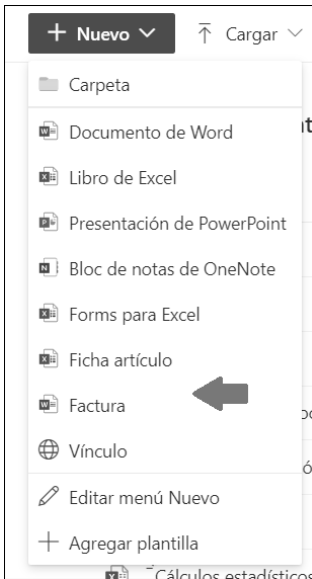 Nuevo
Cargar
Carpeta
Documento de Word
Libro de Excel
Presentación de PowerPoint
Bloc de notas de OneNote
Forms para Excel
Ficha artículo
Factura
Vínculo
Editar menú Nuevo
Agregar plantilla
Cálculos estadísticos